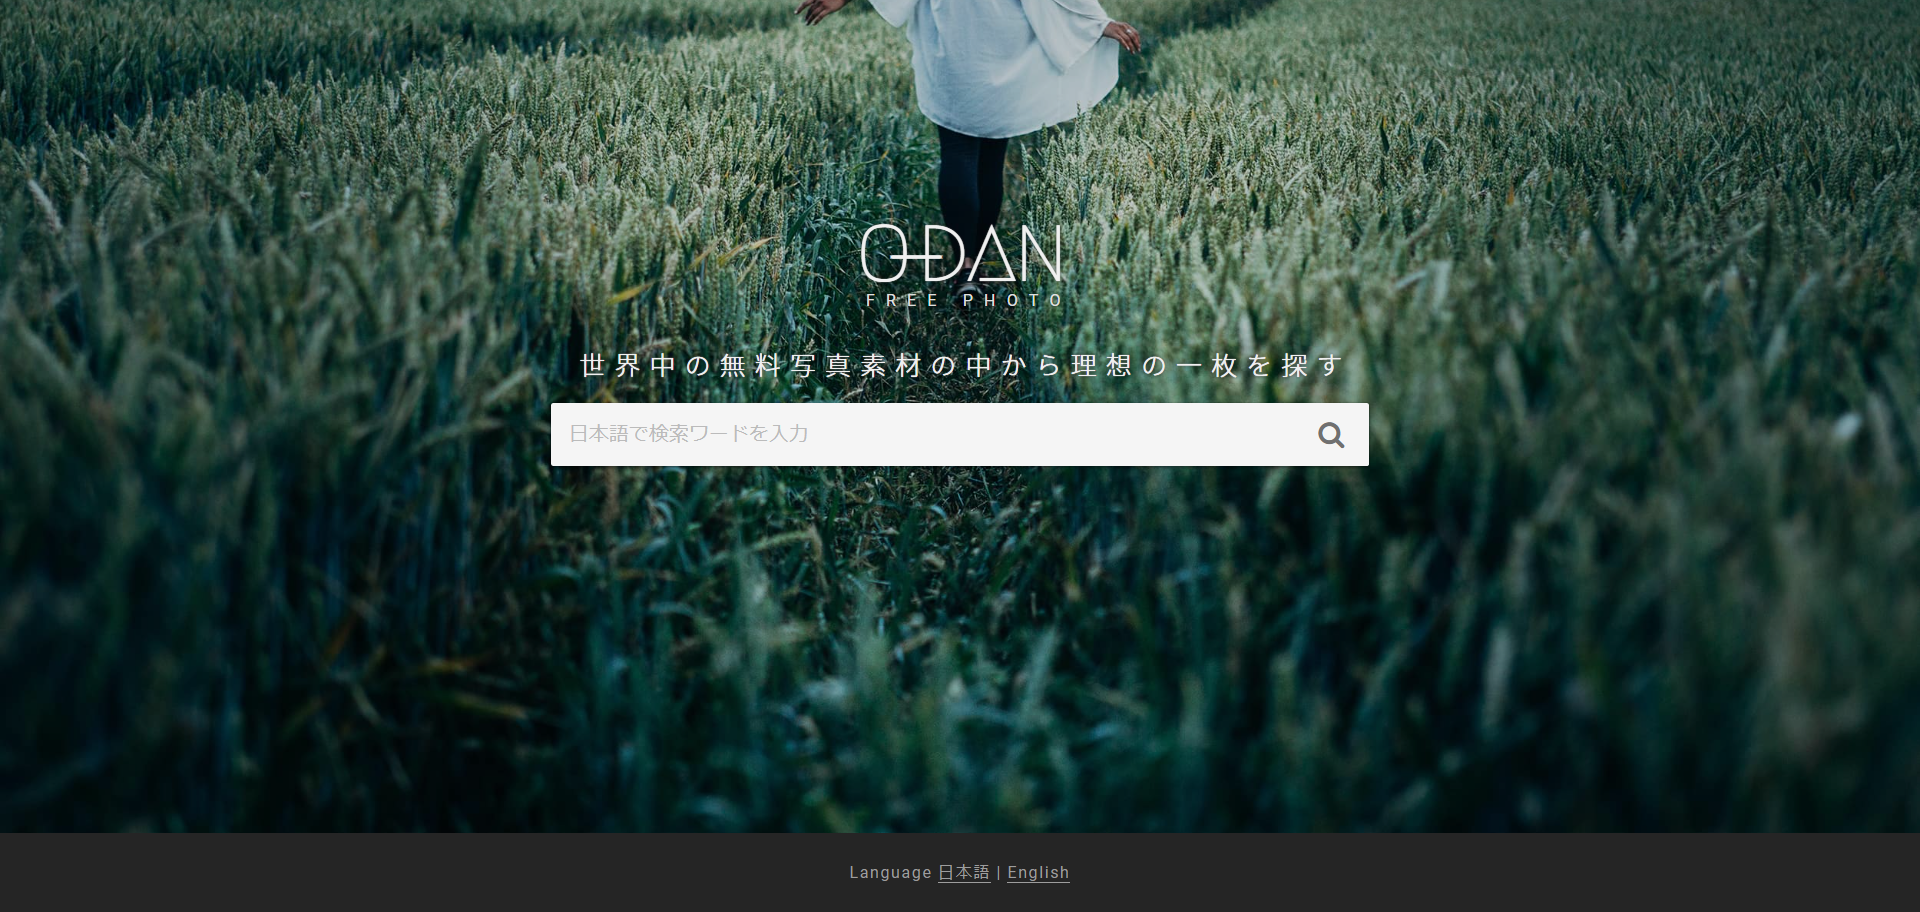 O-DAN
FREE PHOTO
世界中の無料写真素材の中から理想の一枚を探す
日本語で検索ワードを入力
Language 日本語 | English